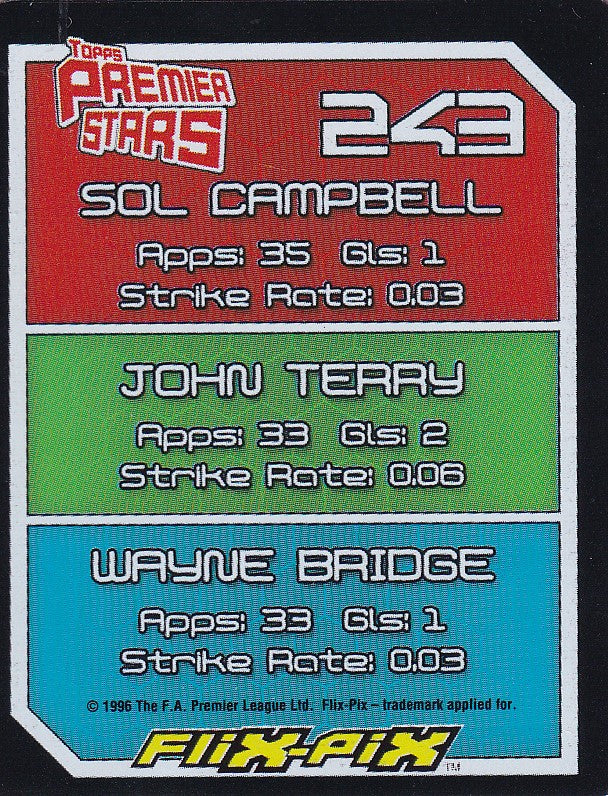 TOPPS
PREMIER
STARS
243
SOL CAMPBELL
Apps: 35 Gls: 1
Strike Rate: 0.03
JOHN TERRY
Apps: 33 Gls: 2
Strike Rate: 0.06
WAYNE BRIDGE
Apps: 33 Gls: 1
Strike Rate: 0.03
© 1996 The F.A. Premier League Ltd. Flix-Pix – trademark applied for.
FLIX-PIX TM